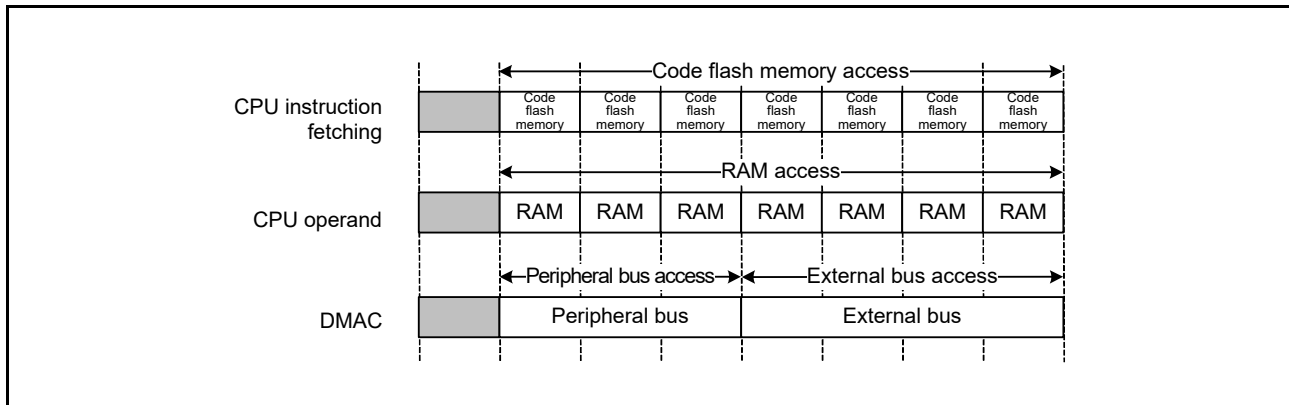 Code flash memory access
CPU instruction
fetching
Code Code Code Code Code Code Code
flash flash flash flash flash flash flash
memory memory memory memory memory memory memory
RAM access
CPU operand
RAM RAM RAM RAM RAM RAM RAM
Peripheral bus access External bus access
DMAC
Peripheral bus External bus